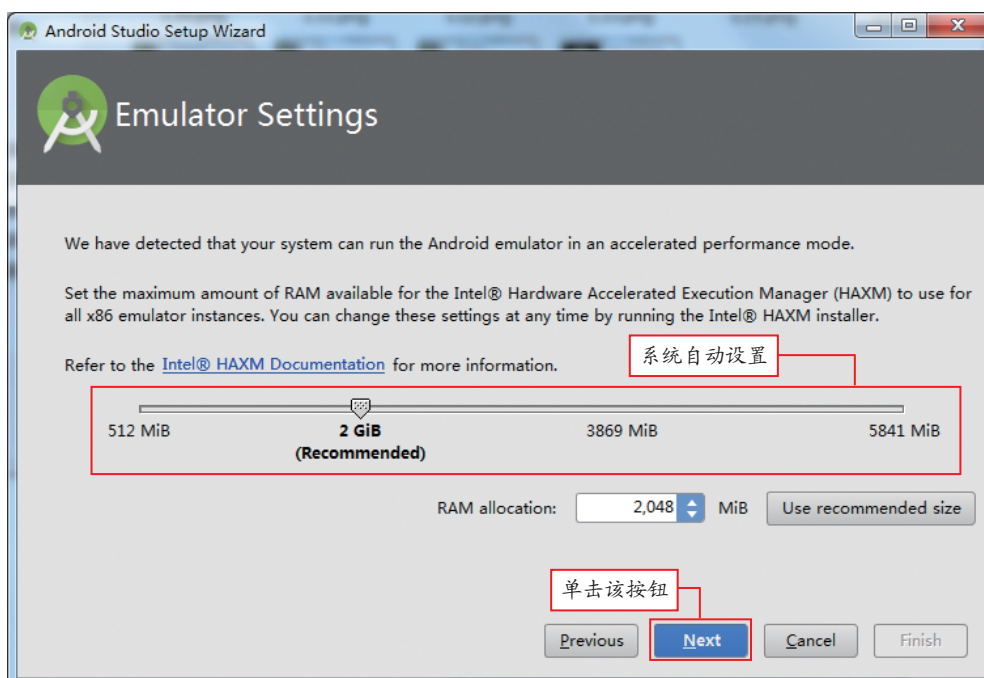 Android Studio Setup Wizard
Emulator Settings
We have detected that your system can run the Android emulator in an accelerated performance mode.
Set the maximum amount of RAM available for the Intel® Hardware Accelerated Execution Manager (HAXM) to use for
all x86 emulator instances. You can change these settings at any time by running the Intel® HAXM installer.
Refer to the Intel® HAXM Documentation for more information.
系统自动设置
512 MiB 2 GiB 3869 MiB 5841 MiB
(Recommended)
RAM allocation: 2,048 MiB Use recommended size
单击该按钮
Previous Next Cancel Finish